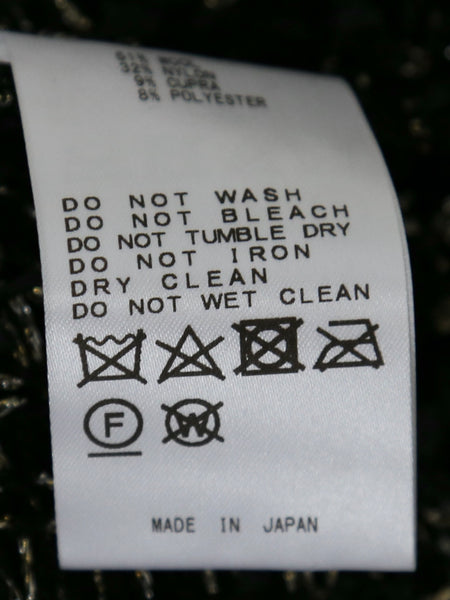 51% WOOL
32% NYLON
9% CUPRA
8% POLYESTER
DO NOT WASH
DO NOT BLEACH
DO NOT TUMBLE DRY
DO NOT IRON
DRY CLEAN
DO NOT WET CLEAN
F W
MADE IN JAPAN